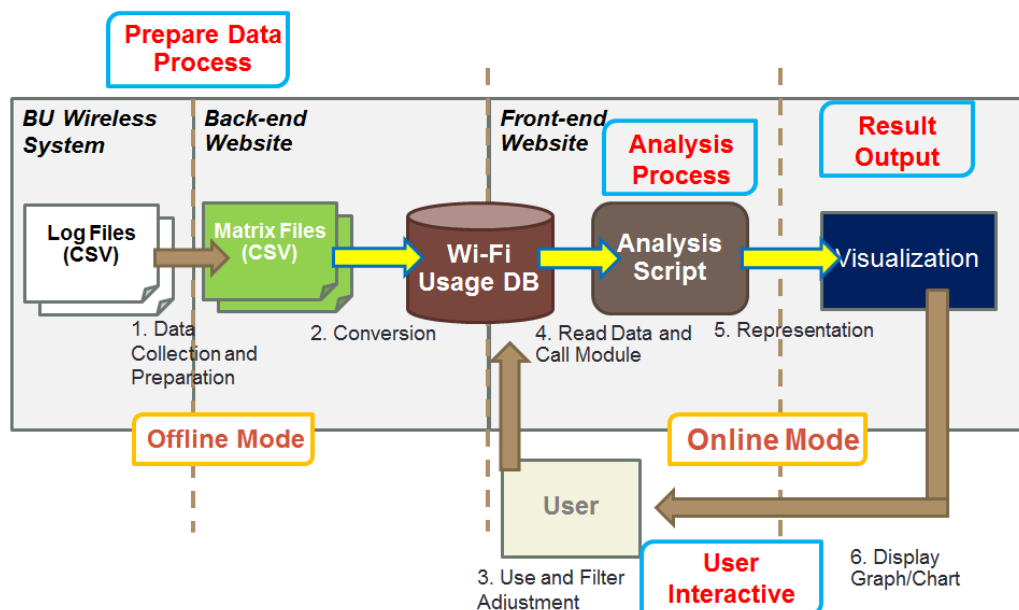 Prepare Data
Process
BU Wireless
System
Back-end
Website
Front-end
Website
Analysis
Process
Result
Output
Log Files
(CSV)
Matrix Files
(CSV)
Wi-Fi
Usage DB
Analysis
Script
Visualization
1. Data
Collection and
Preparation
2. Conversion
4. Read Data and
Call Module
5. Representation
Offline Mode
Online Mode
User
3. Use and Filter
Adjustment
User
Interactive
6. Display
Graph/Chart